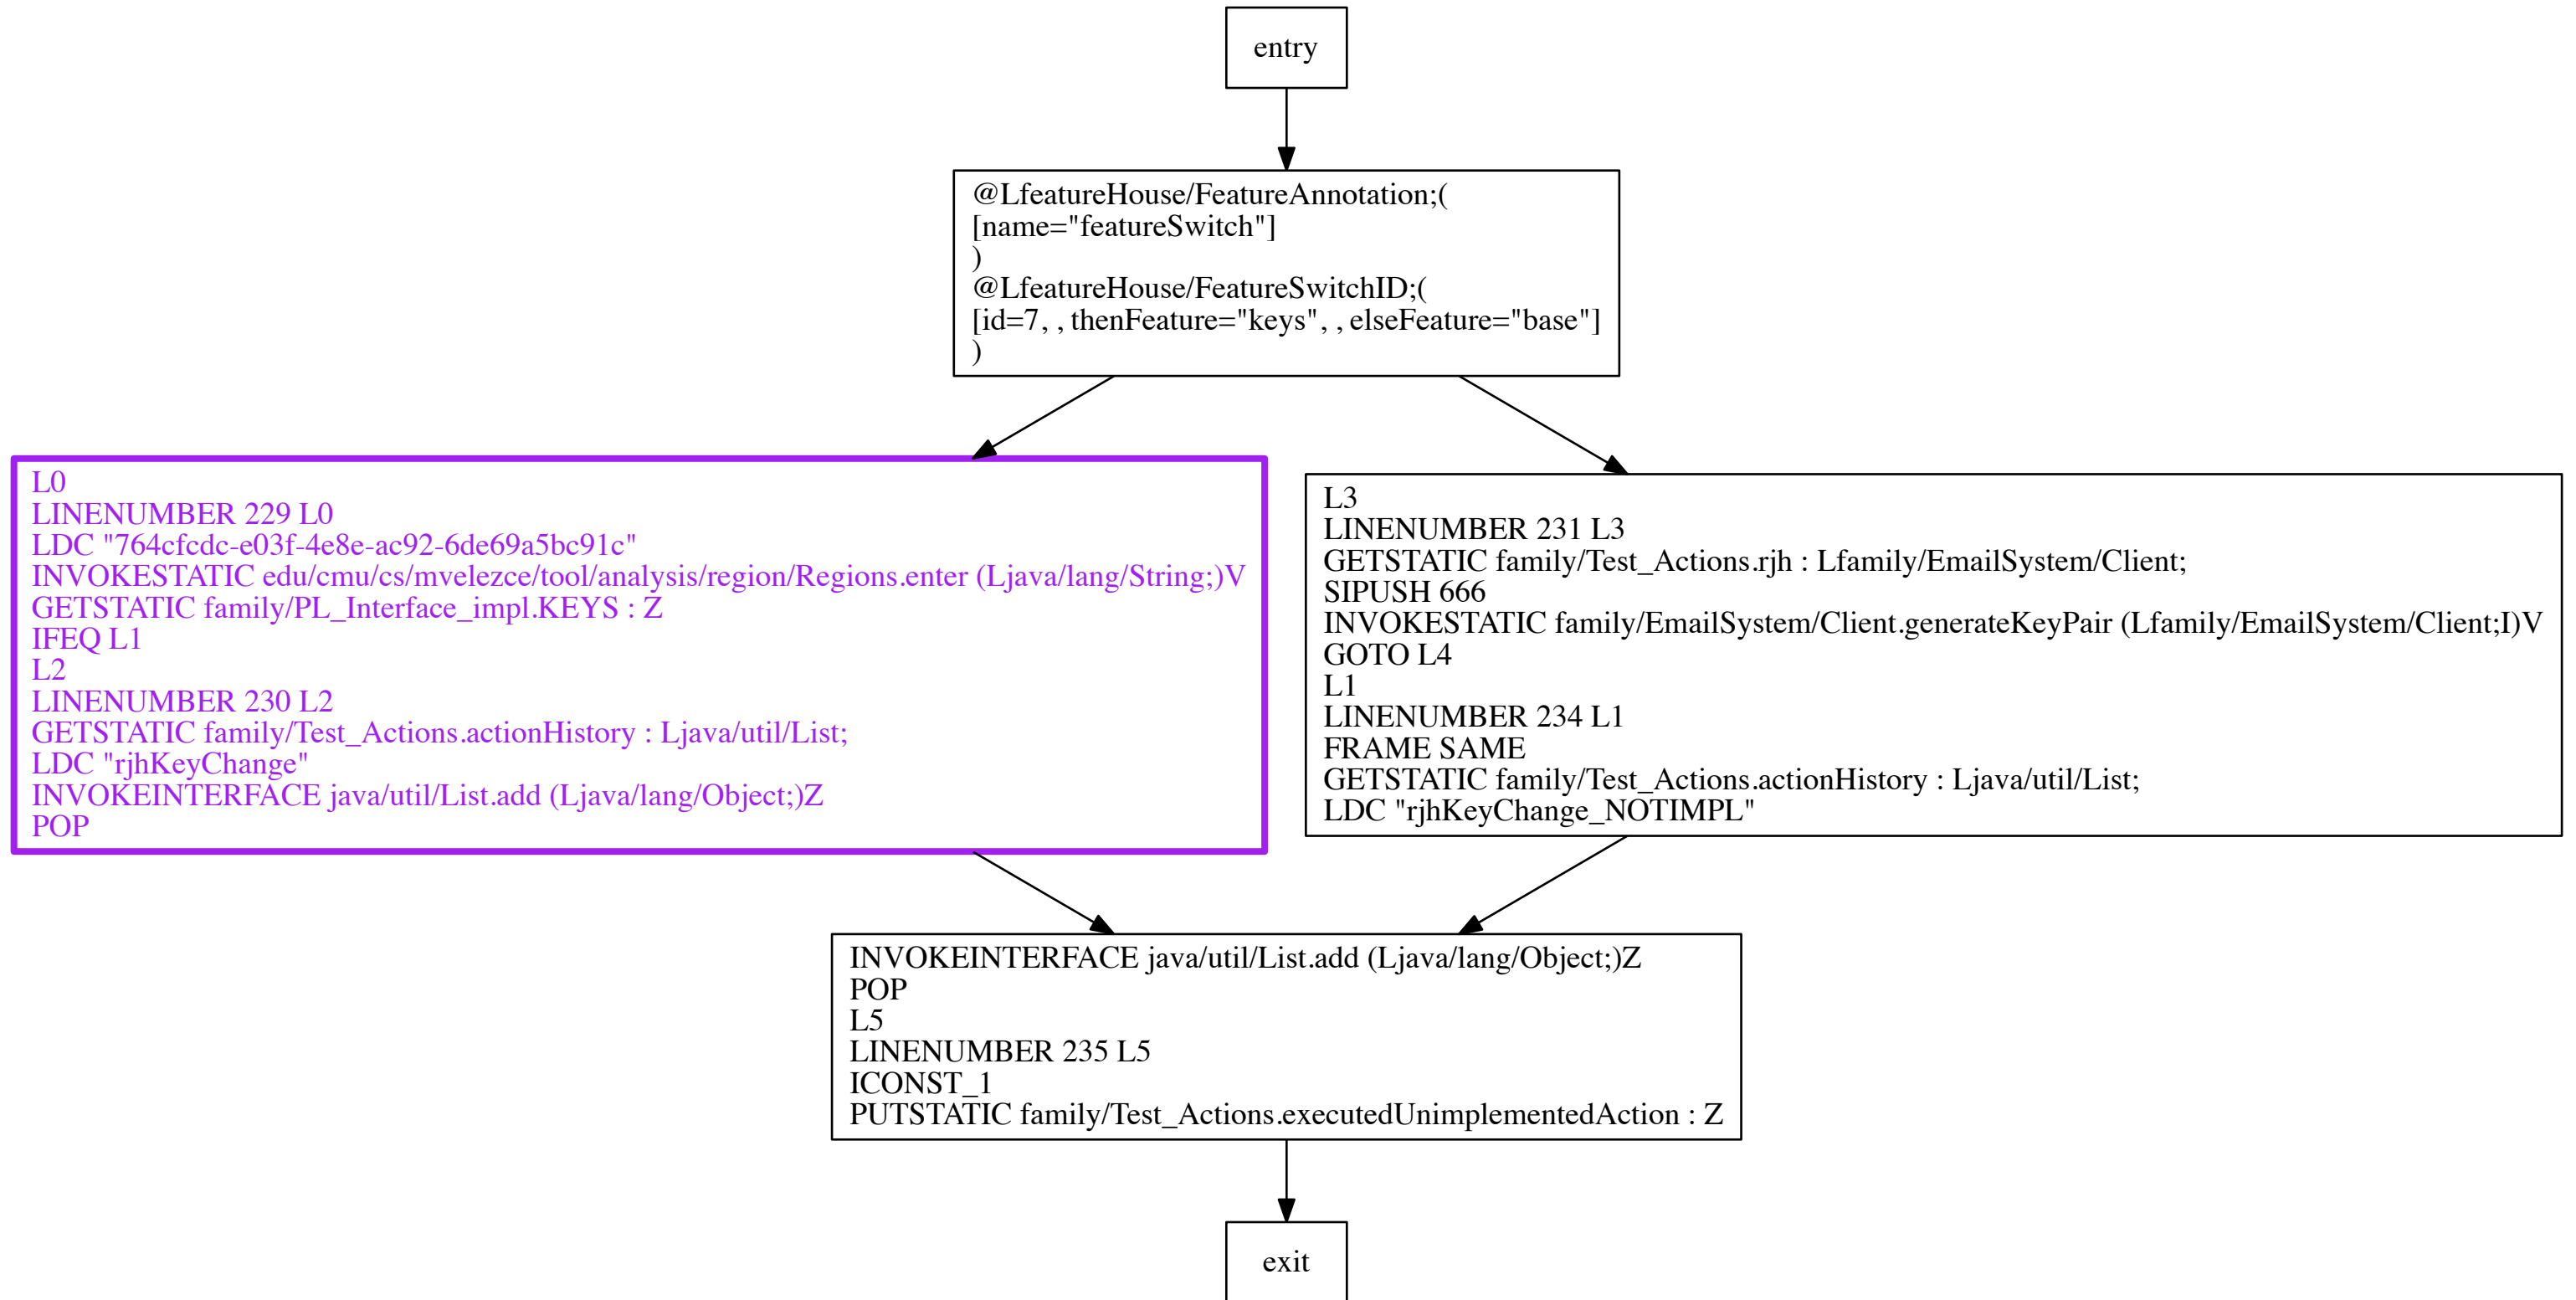 entry
@LfeatureHouse/FeatureAnnotation;(
[name="featureSwitch"]
)
@LfeatureHouse/FeatureSwitchID;(
[id=7, , thenFeature="keys", , elseFeature="base"]
)
L0
LINENUMBER 229 L0
LDC "764cfcdc-e03f-4e8e-ac92-6de69a5bc91c"
INVOKESTATIC edu/cmu/cs/mvelezce/tool/analysis/region/Regions.enter (Ljava/lang/String;)V
GETSTATIC family/PL_Interface_impl.KEYS : Z
IFEQ L1
L2
LINENUMBER 230 L2
GETSTATIC family/Test_Actions.actionHistory : Ljava/util/List;
LDC "rjhKeyChange"
INVOKEINTERFACE java/util/List.add (Ljava/lang/Object;)Z
POP
L3
LINENUMBER 231 L3
GETSTATIC family/Test_Actions.rjh : Lfamily/EmailSystem/Client;
SIPUSH 666
INVOKESTATIC family/EmailSystem/Client.generateKeyPair (Lfamily/EmailSystem/Client;I)V
GOTO L4
L1
LINENUMBER 234 L1
FRAME SAME
GETSTATIC family/Test_Actions.actionHistory : Ljava/util/List;
LDC "rjhKeyChange_NOTIMPL"
INVOKEINTERFACE java/util/List.add (Ljava/lang/Object;)Z
POP
L5
LINENUMBER 235 L5
ICONST_1
PUTSTATIC family/Test_Actions.executedUnimplementedAction : Z
exit